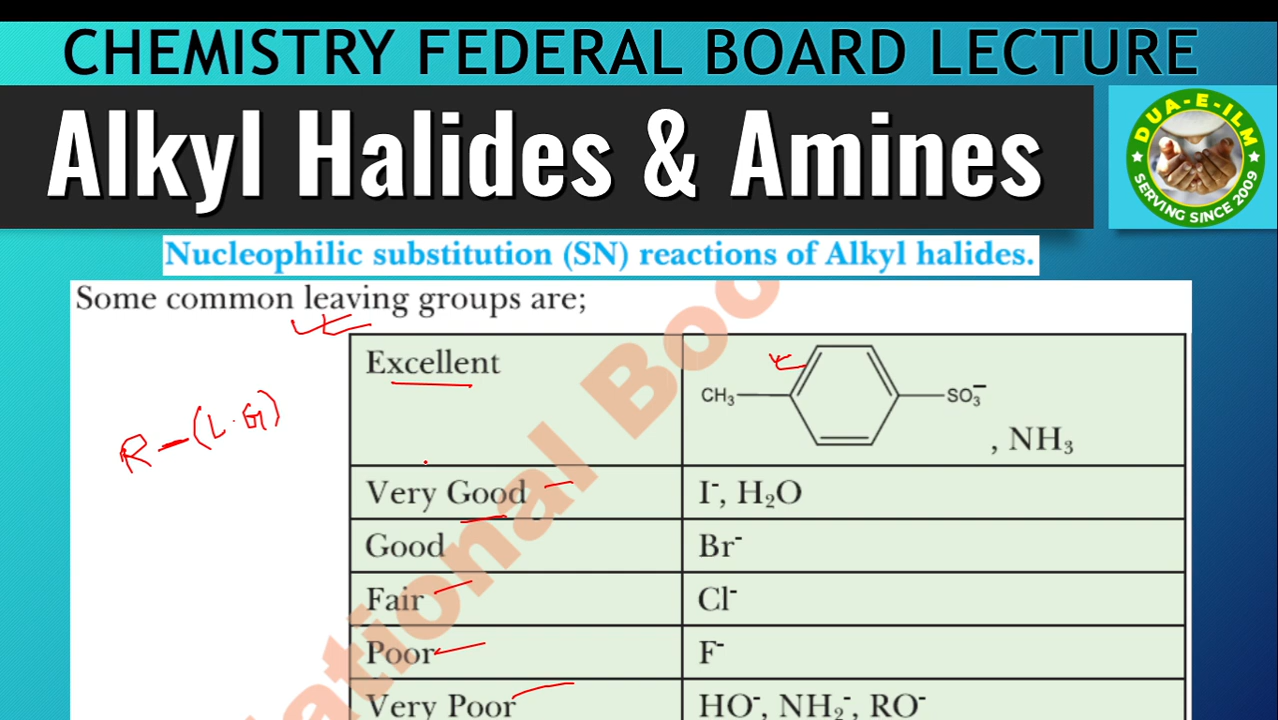 CHEMISTRY FEDERAL BOARD LECTURE
Alkyl Halides & Amines
DUA-E-ILM
SERVING SINCE 2009
Nucleophilic substitution (SN) reactions of Alkyl halides.
Some common leaving groups are;
Excellent
CH₃ SO₃⁻
, NH₃
R-(L.G)
Very Good I⁻, H₂O
Good Br⁻
Fair Cl⁻
Poor F⁻
Very Poor HO⁻, NH₂⁻, RO⁻
ational Boo